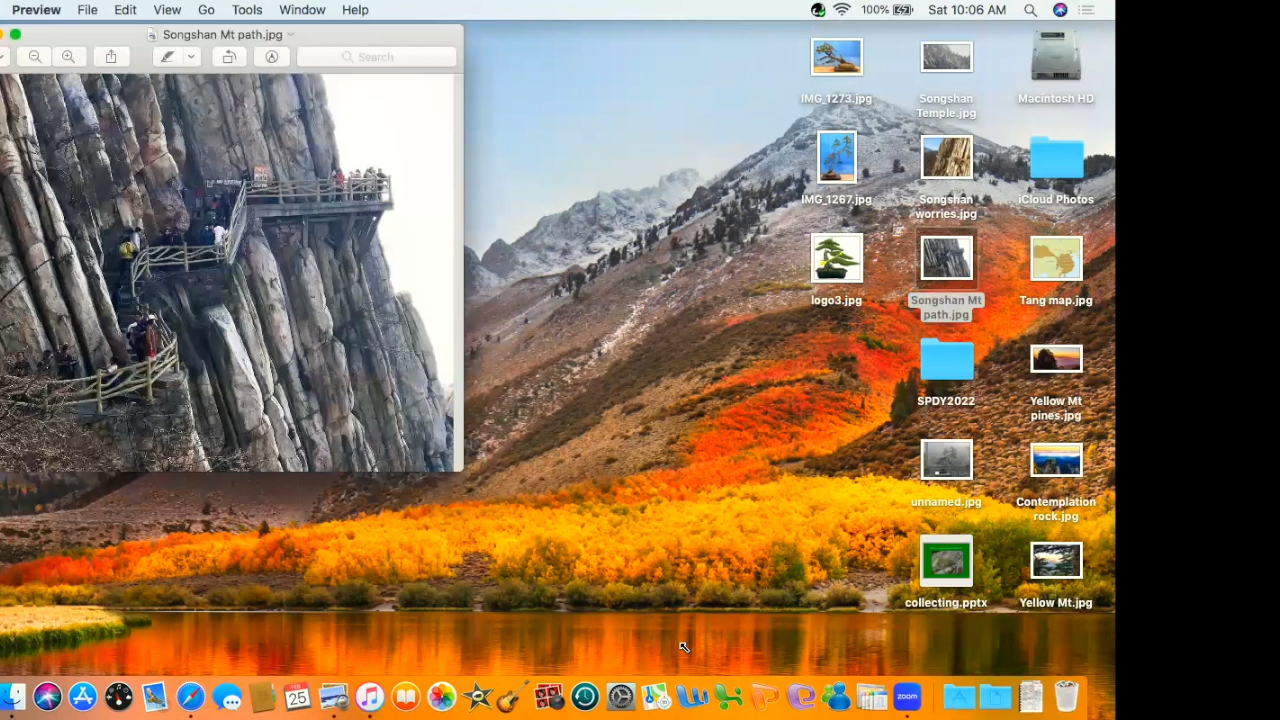 Preview File Edit View Go Tools Window Help 100% Sat 10:06 AM
Songshan Mt path.jpg
Search
IMG_1273.jpg
Songshan
Temple.jpg
Macintosh HD
IMG_1267.jpg
Songshan
worries.jpg
iCloud Photos
logo3.jpg
Songshan Mt
path.jpg
Tang map.jpg
SPDY2022
Yellow Mt
pines.jpg
unnamed.jpg
Contemplation
rock.jpg
collecting.pptx
Yellow Mt.jpg
FEB
25
zoom